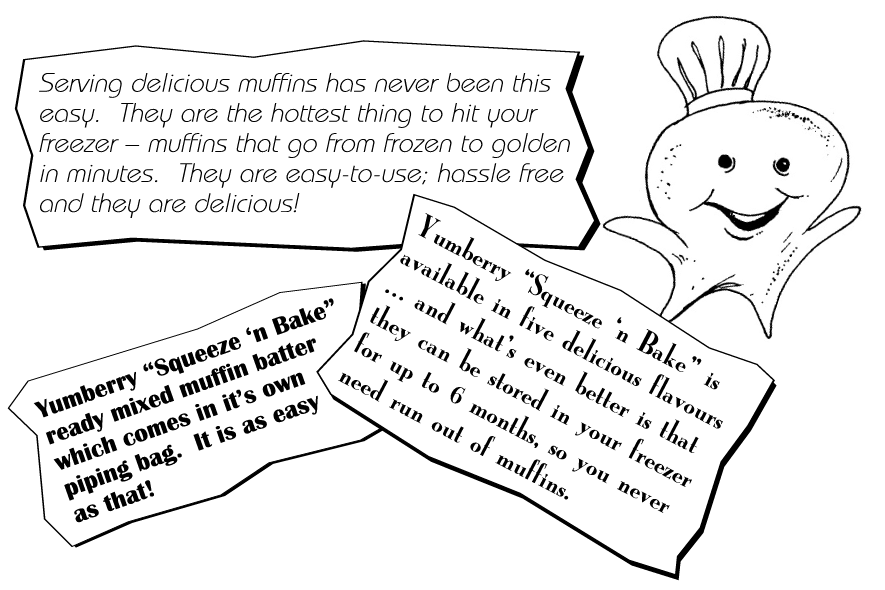 Serving delicious muffins has never been this
easy.  They are the hottest thing to hit your
freezer – muffins that go from frozen to golden
in minutes.  They are easy-to-use; hassle free
and they are delicious!
Yumberry “Squeeze ‘n Bake”
ready mixed muffin batter
which comes in it’s own
piping bag.  It is as easy
as that!
Yumberry “Squeeze ‘n Bake” is
available in five delicious flavours
... and what’s even better is that
they can be stored in your freezer
for up to 6 months, so you never
need run out of muffins.